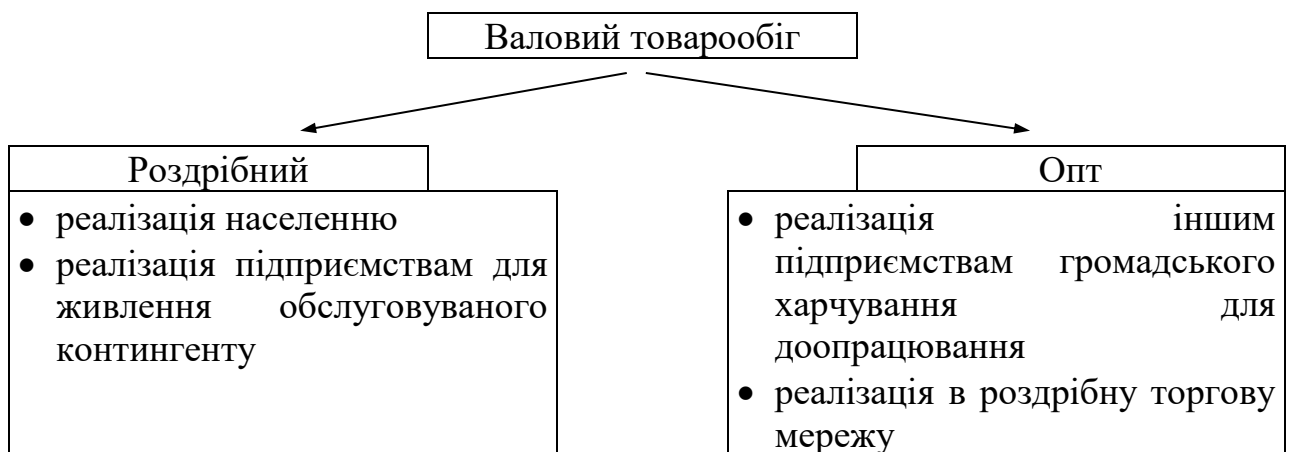 Валовий товарообіг
Роздрібний
• реалізація населенню
• реалізація підприємствам для
живлення обслуговуваного
контингенту
Опт
• реалізація іншим
підприємствам громадського
харчування для
доопрацювання
• реалізація в роздрібну торгову
мережу